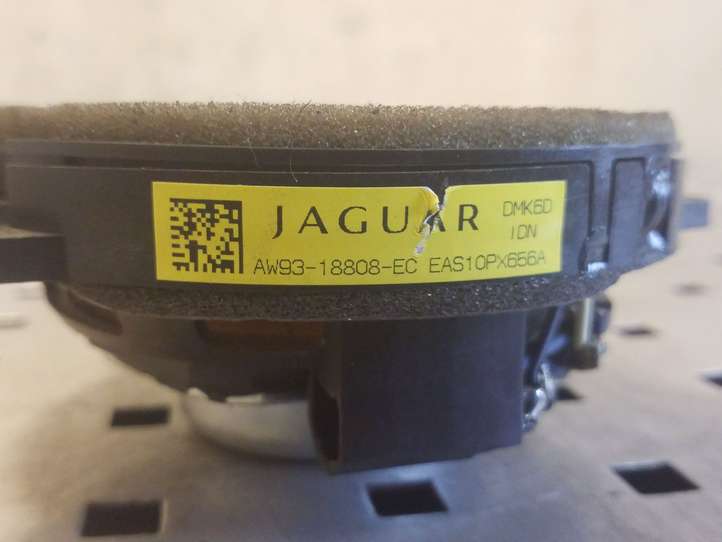 JAGUAR DMK6D
IDN
AW93-18808-EC EAS10PX656A